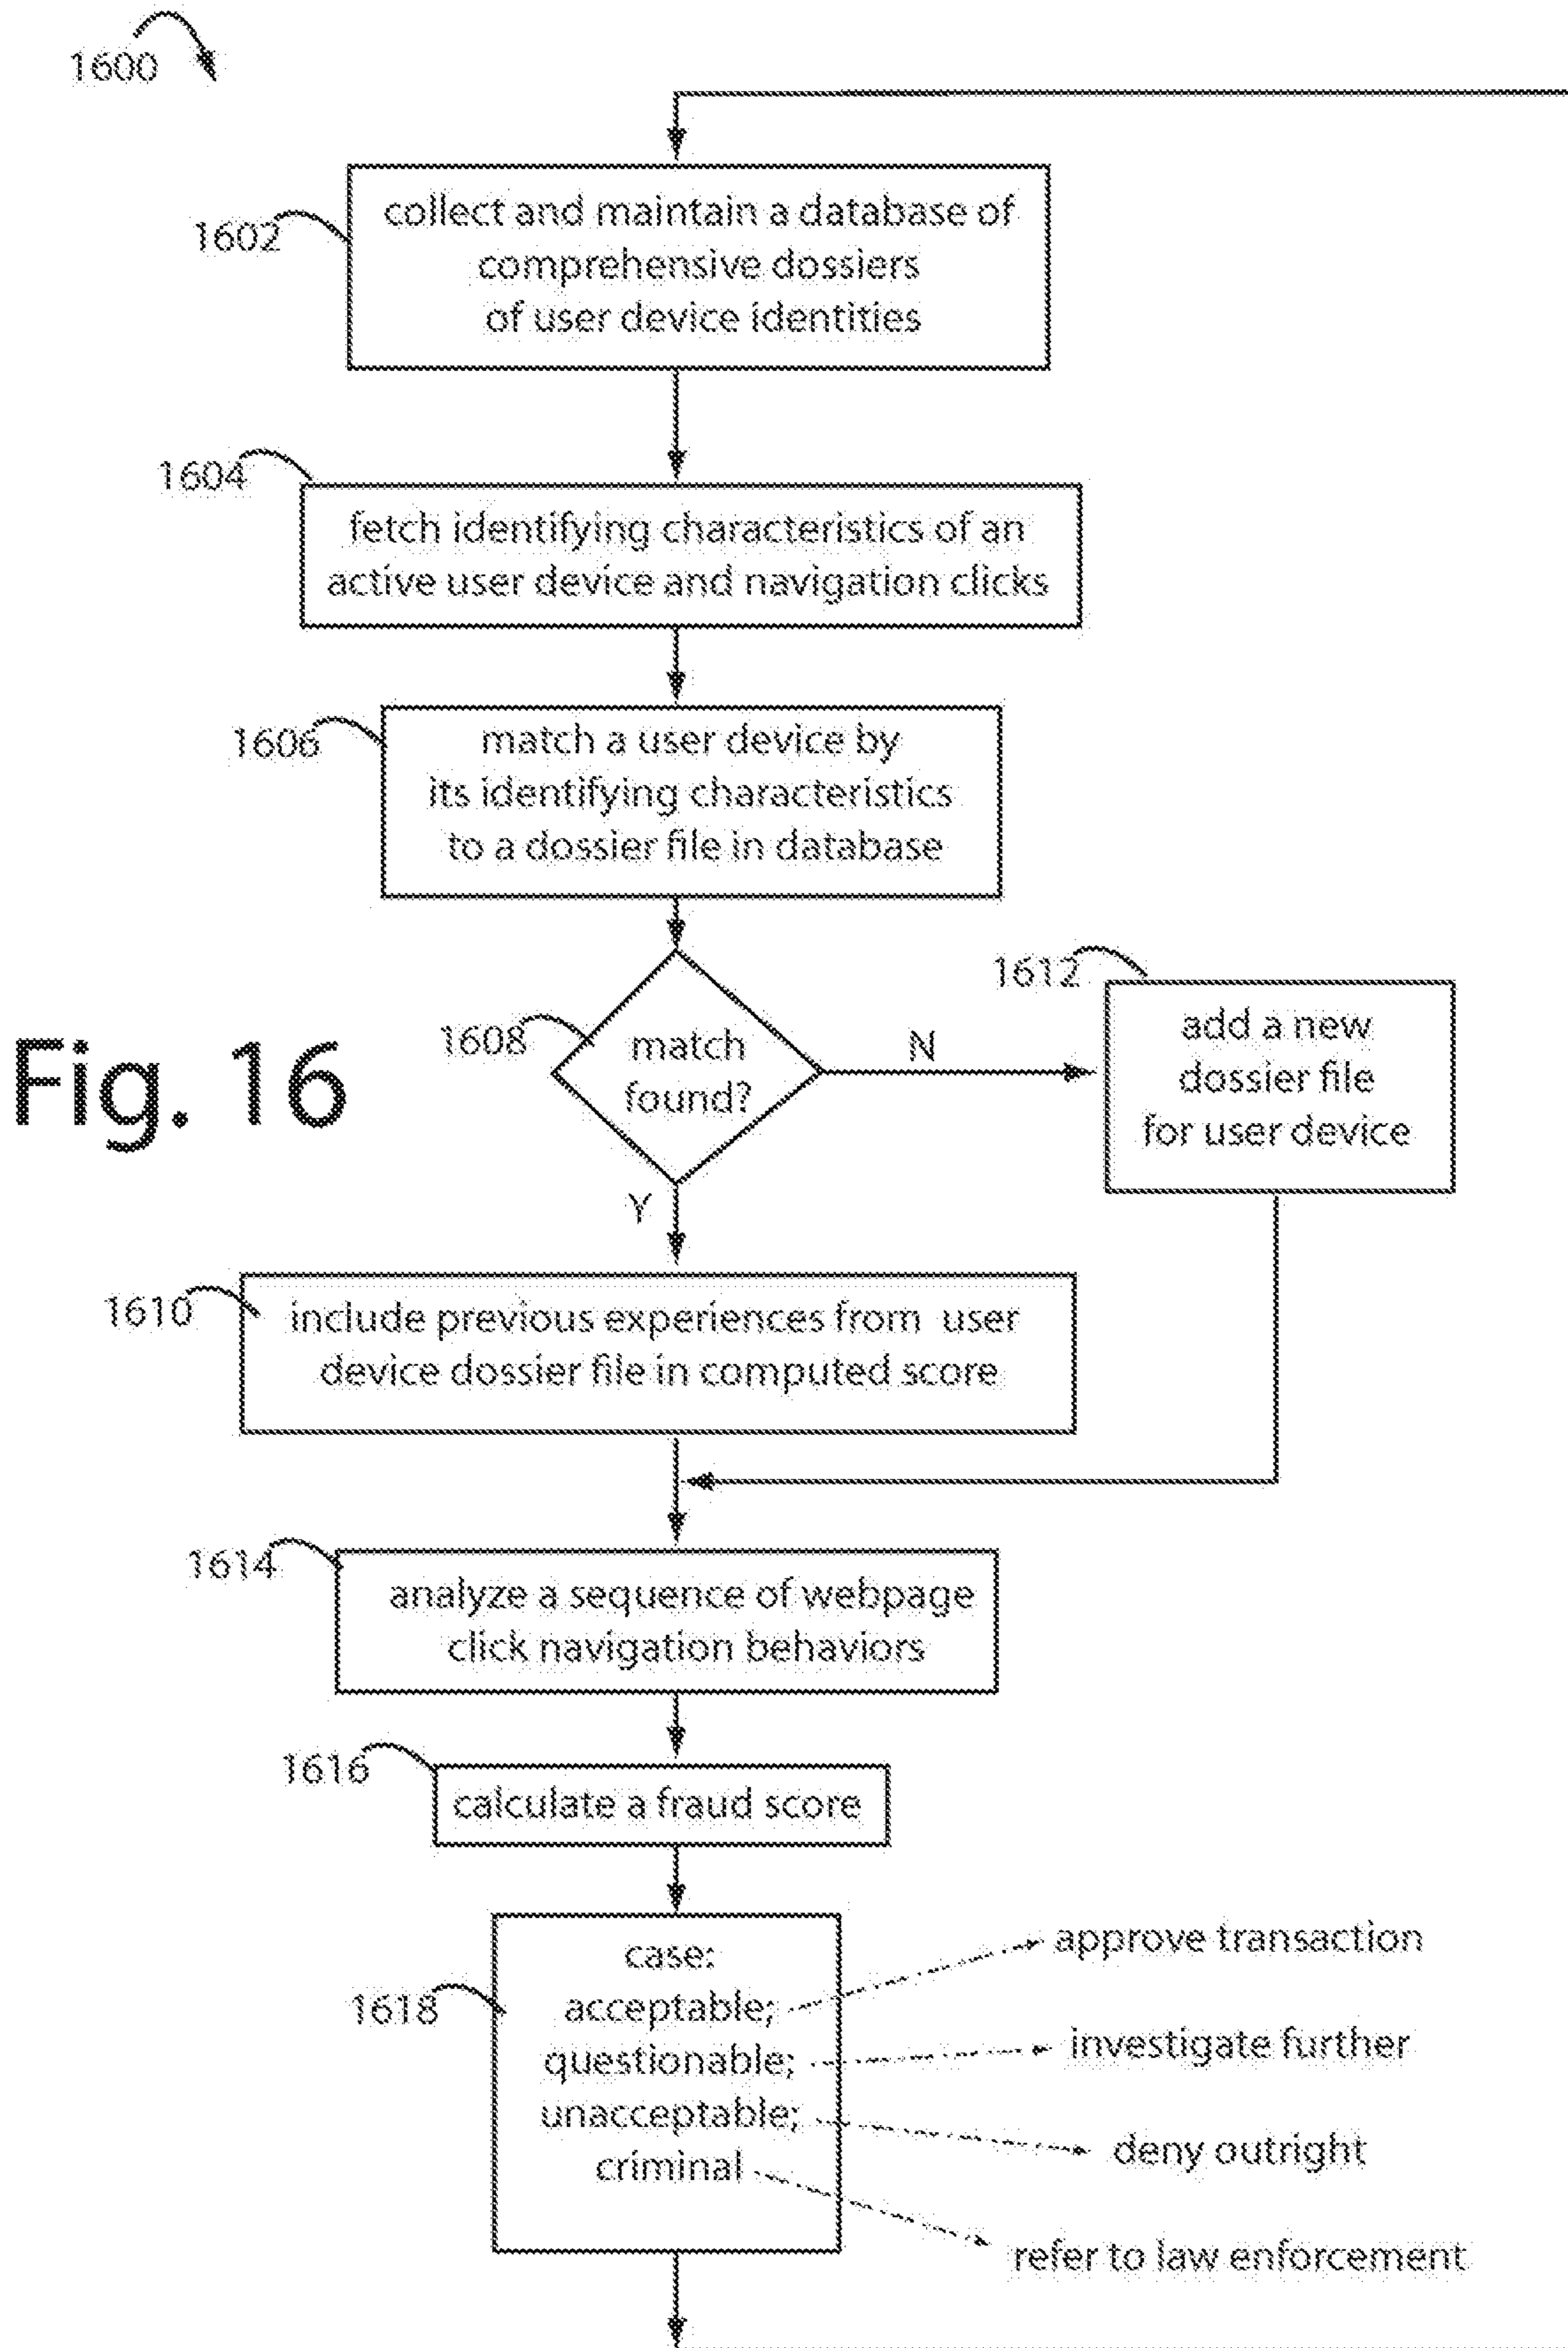 1600
1602
collect and maintain a database of
comprehensive dossiers
of user device identities
1604
fetch identifying characteristics of an
active user device and navigation clicks
1606
match a user device by
its identifying characteristics
to a dossier file in database
Fig. 16
1608
match
found?
N
Y
1612
add a new
dossier file
for user device
1610
include previous experiences from user
device dossier file in computed score
1614
analyze a sequence of webpage
click navigation behaviors
1616
calculate a fraud score
1618
case:
acceptable;
questionable;
unacceptable;
criminal
approve transaction
investigate further
deny outright
refer to law enforcement